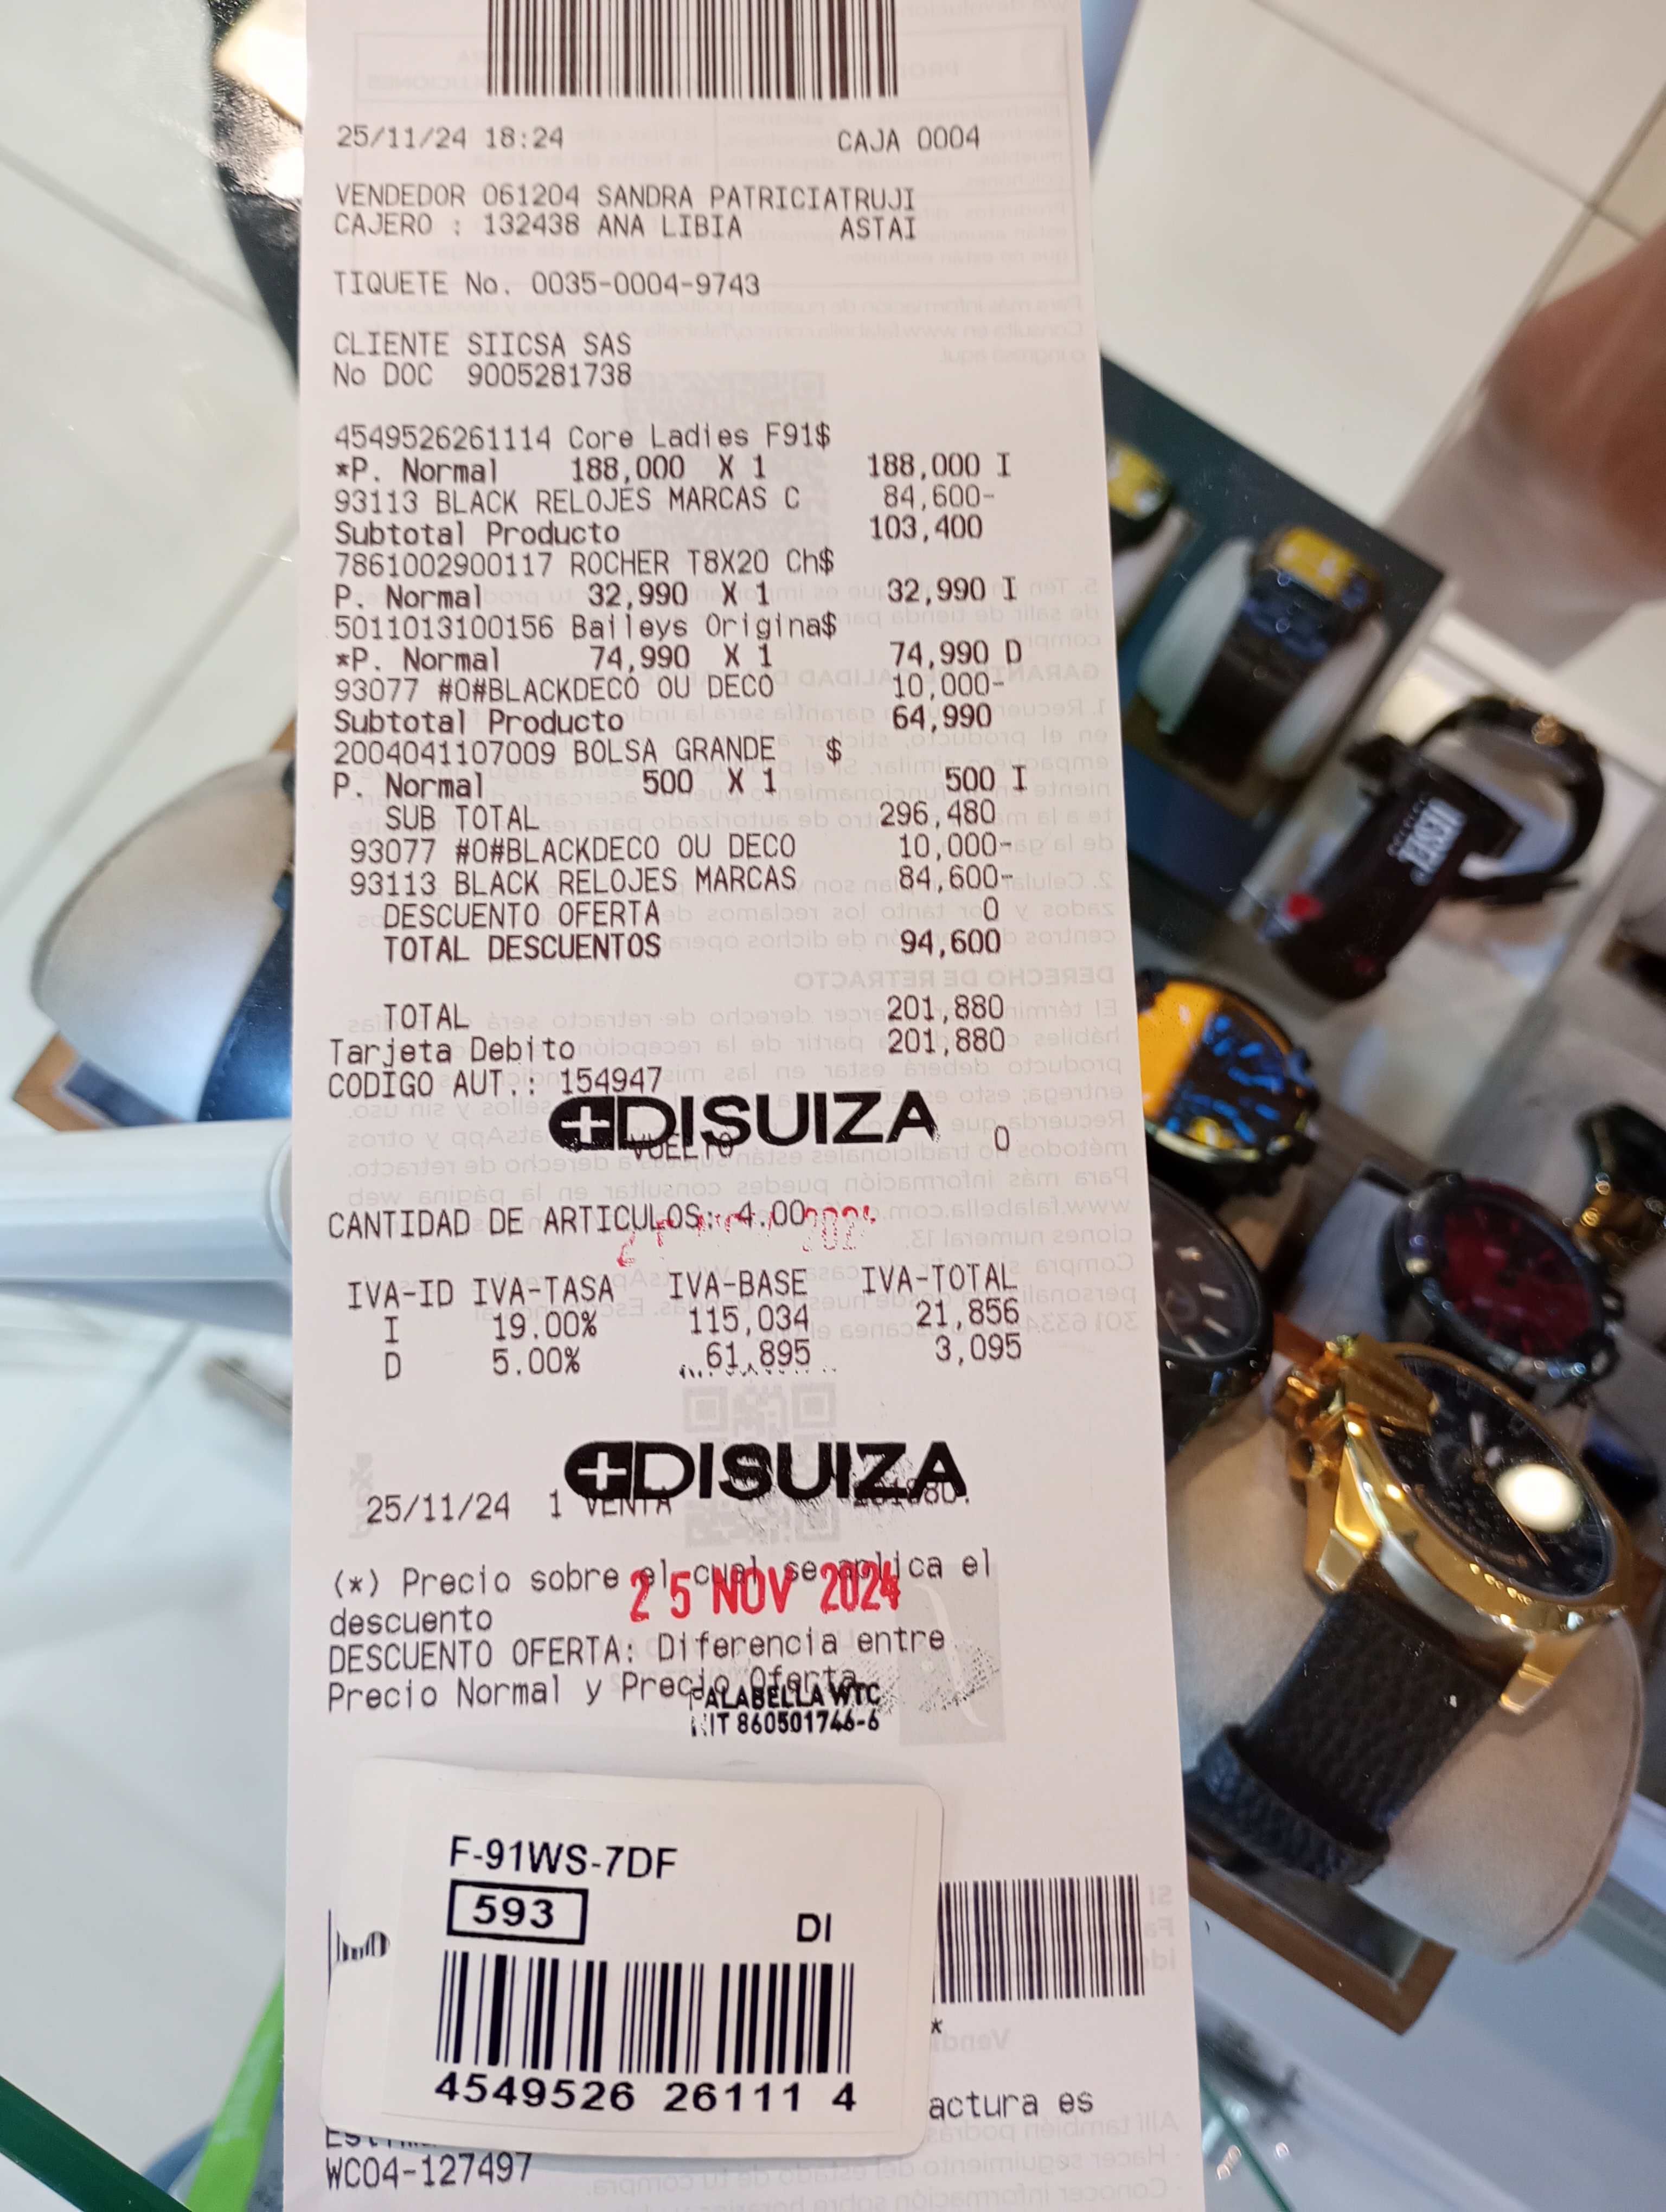 25/11/24 18:24 CAJA 0004
VENDEDOR 061204 SANDRA PATRICIATRUJI
CAJERO : 132438 ANA LIBIA ASTAI
TIQUETE No. 0035-0004-9743
CLIENTE SIICSA SAS
No DOC 9005281738
4549526261114 Core Ladies F91$
*P. Normal 188,000 X 1 188,000 I
93113 BLACK RELOJES MARCAS C 84,600-
Subtotal Producto 103,400
7861002900117 ROCHER T8X20 Ch$
P. Normal 32,990 X 1 32,990 I
5011013100156 Baileys Origina$
*P. Normal 74,990 X 1 74,990 D
93077 #0#BLACKDECO OU DECO 10,000-
Subtotal Producto 64,990
2004041107009 BOLSA GRANDE $
P. Normal 500 X 1 500 I
SUB TOTAL 296,480
93077 #0#BLACKDECO OU DECO 10,000-
93113 BLACK RELOJES MARCAS 84,600-
DESCUENTO OFERTA 0
TOTAL DESCUENTOS 94,600
TOTAL 201,880
Tarjeta Debito 201,880
CODIGO AUT.: 154947
DISUIZA
VUELTO 0
CANTIDAD DE ARTICULOS: 4.00
IVA-ID IVA-TASA IVA-BASE IVA-TOTAL
I 19.00% 115,034 21,856
D 5.00% 61,895 3,095
DISUIZA
25/11/24 1 VENTA
(*) Precio sobre el cual se aplica el
25 NOV 2024
descuento
DESCUENTO OFERTA: Diferencia entre
Precio Normal y Precio Oferta
FALABELLA WTC
NIT 860501746-6
F-91WS-7DF
593 DI
4549526 26111 4
*
actura es
WC04-127497
DIESEL